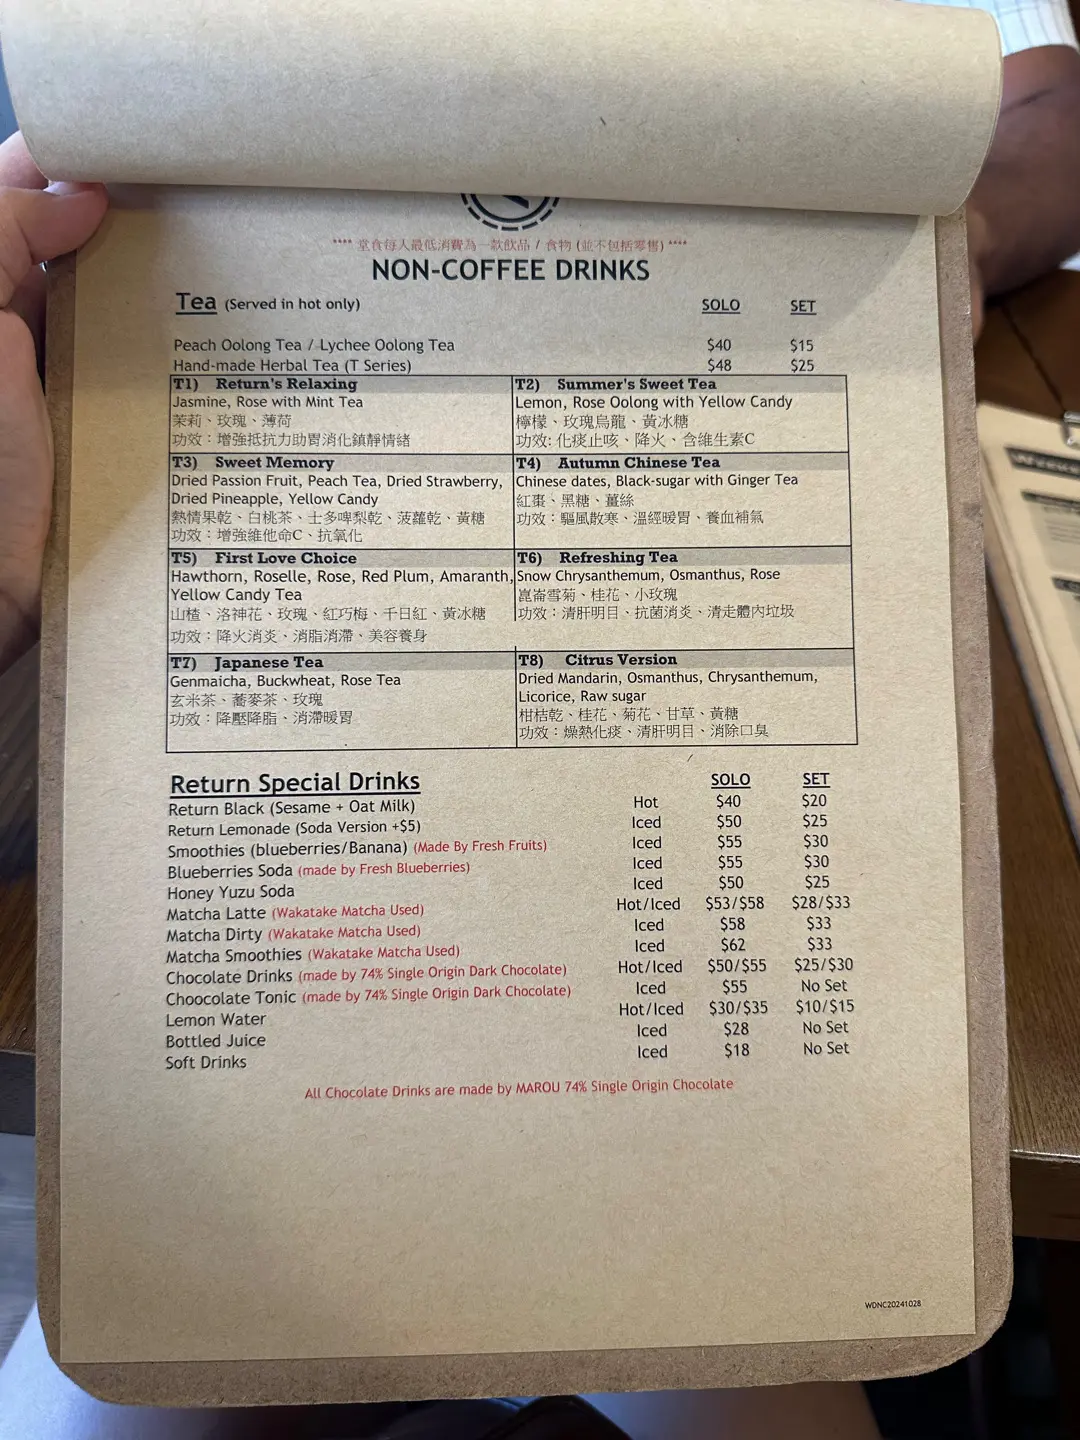 **** 堂食每人最低消費為一款飲品 / 食物 (並不包括零售) ****
NON-COFFEE DRINKS
Tea (Served in hot only) SOLO SET
Peach Oolong Tea / Lychee Oolong Tea $40 $15
Hand-made Herbal Tea (T Series) $48 $25
T1) Return's Relaxing
Jasmine, Rose with Mint Tea
茉莉、玫瑰、薄荷
功效：增強抵抗力助胃消化鎮靜情緒
T2) Summer's Sweet Tea
Lemon, Rose Oolong with Yellow Candy
檸檬、玫瑰烏龍、黃冰糖
功效: 化痰止咳、降火、含維生素C
T3) Sweet Memory
Dried Passion Fruit, Peach Tea, Dried Strawberry,
Dried Pineapple, Yellow Candy
熱情果乾、白桃茶、士多啤梨乾、菠蘿乾、黃糖
功效：增強維他命C、抗氧化
T4) Autumn Chinese Tea
Chinese dates, Black-sugar with Ginger Tea
紅棗、黑糖、薑絲
功效：驅風散寒、溫經暖胃、養血補氣
T5) First Love Choice
Hawthorn, Roselle, Rose, Red Plum, Amaranth,
Yellow Candy Tea
山楂、洛神花、玫瑰、紅巧梅、千日紅、黃冰糖
功效：降火消炎、消脂消滯、美容養身
T6) Refreshing Tea
Snow Chrysanthemum, Osmanthus, Rose
崑崙雪菊、桂花、小玫瑰
功效：清肝明目、抗菌消炎、清走體內垃圾
T7) Japanese Tea
Genmaicha, Buckwheat, Rose Tea
玄米茶、蕎麥茶、玫瑰
功效：降壓降脂、消滯暖胃
T8) Citrus Version
Dried Mandarin, Osmanthus, Chrysanthemum,
Licorice, Raw sugar
柑桔乾、桂花、菊花、甘草、黃糖
功效：燥熱化痰、清肝明目、消除口臭
Return Special Drinks SOLO SET
Return Black (Sesame + Oat Milk) Hot $40 $20
Return Lemonade (Soda Version +$5) Iced $50 $25
Smoothies (blueberries/Banana) (Made By Fresh Fruits) Iced $55 $30
Blueberries Soda (made by Fresh Blueberries) Iced $55 $30
Honey Yuzu Soda Iced $50 $25
Matcha Latte (Wakatake Matcha Used) Hot/Iced $53/$58 $28/$33
Matcha Dirty (Wakatake Matcha Used) Iced $58 $33
Matcha Smoothies (Wakatake Matcha Used) Iced $62 $33
Chocolate Drinks (made by 74% Single Origin Dark Chocolate) Hot/Iced $50/$55 $25/$30
Choocolate Tonic (made by 74% Single Origin Dark Chocolate) Iced $55 No Set
Lemon Water Hot/Iced $30/$35 $10/$15
Bottled Juice Iced $28 No Set
Soft Drinks Iced $18 No Set
All Chocolate Drinks are made by MAROU 74% Single Origin Chocolate
WDNC20241028